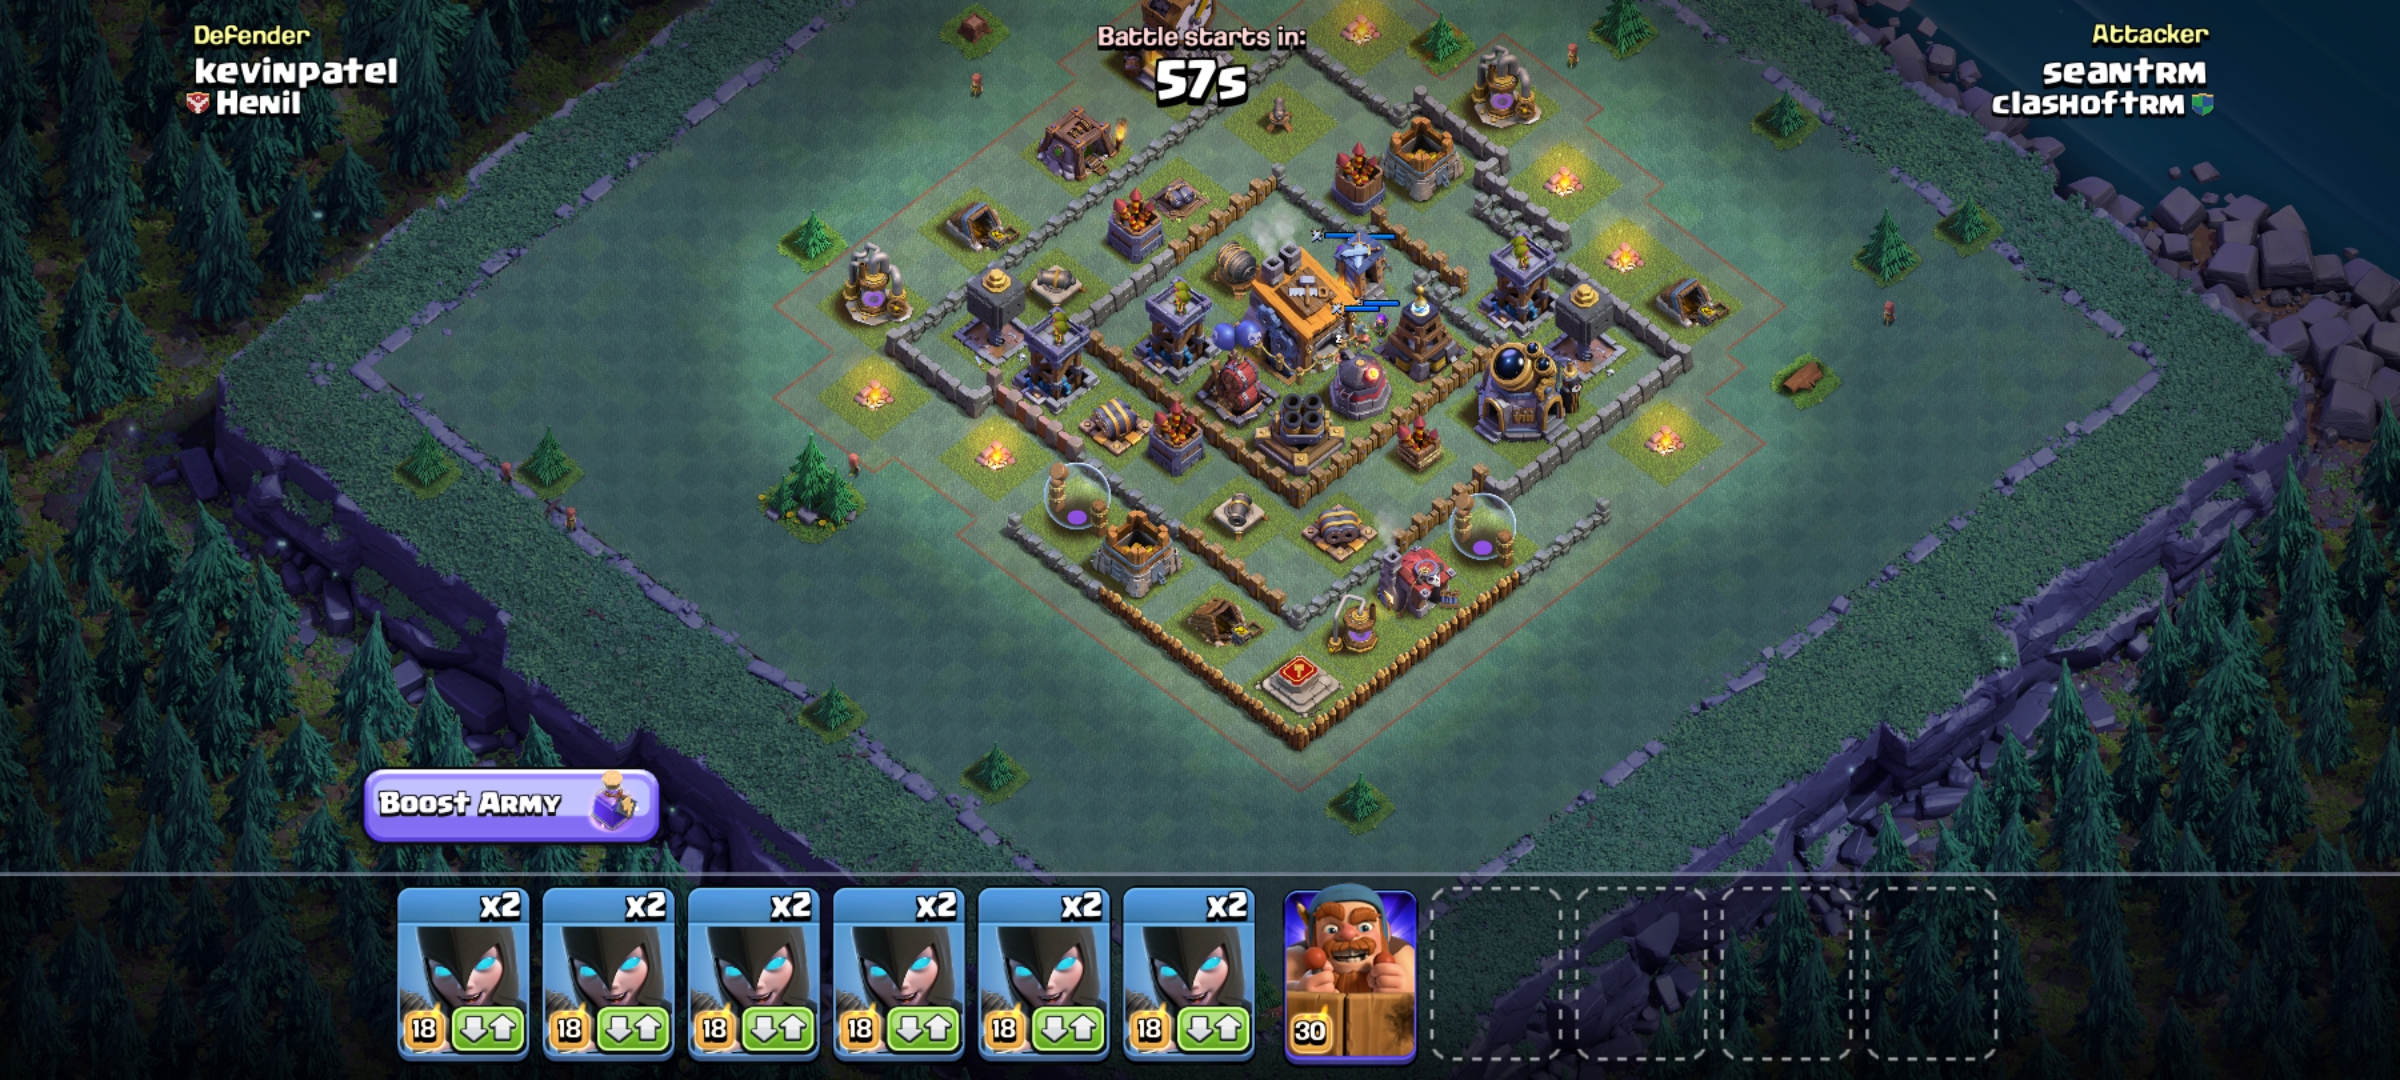 Defender
kevinpatel
Henil
Battle starts in:
57s
Attacker
seantRM
clashoftRM
Boost Army
x2
x2
x2
x2
x2
x2
18
18
18
18
18
18
30